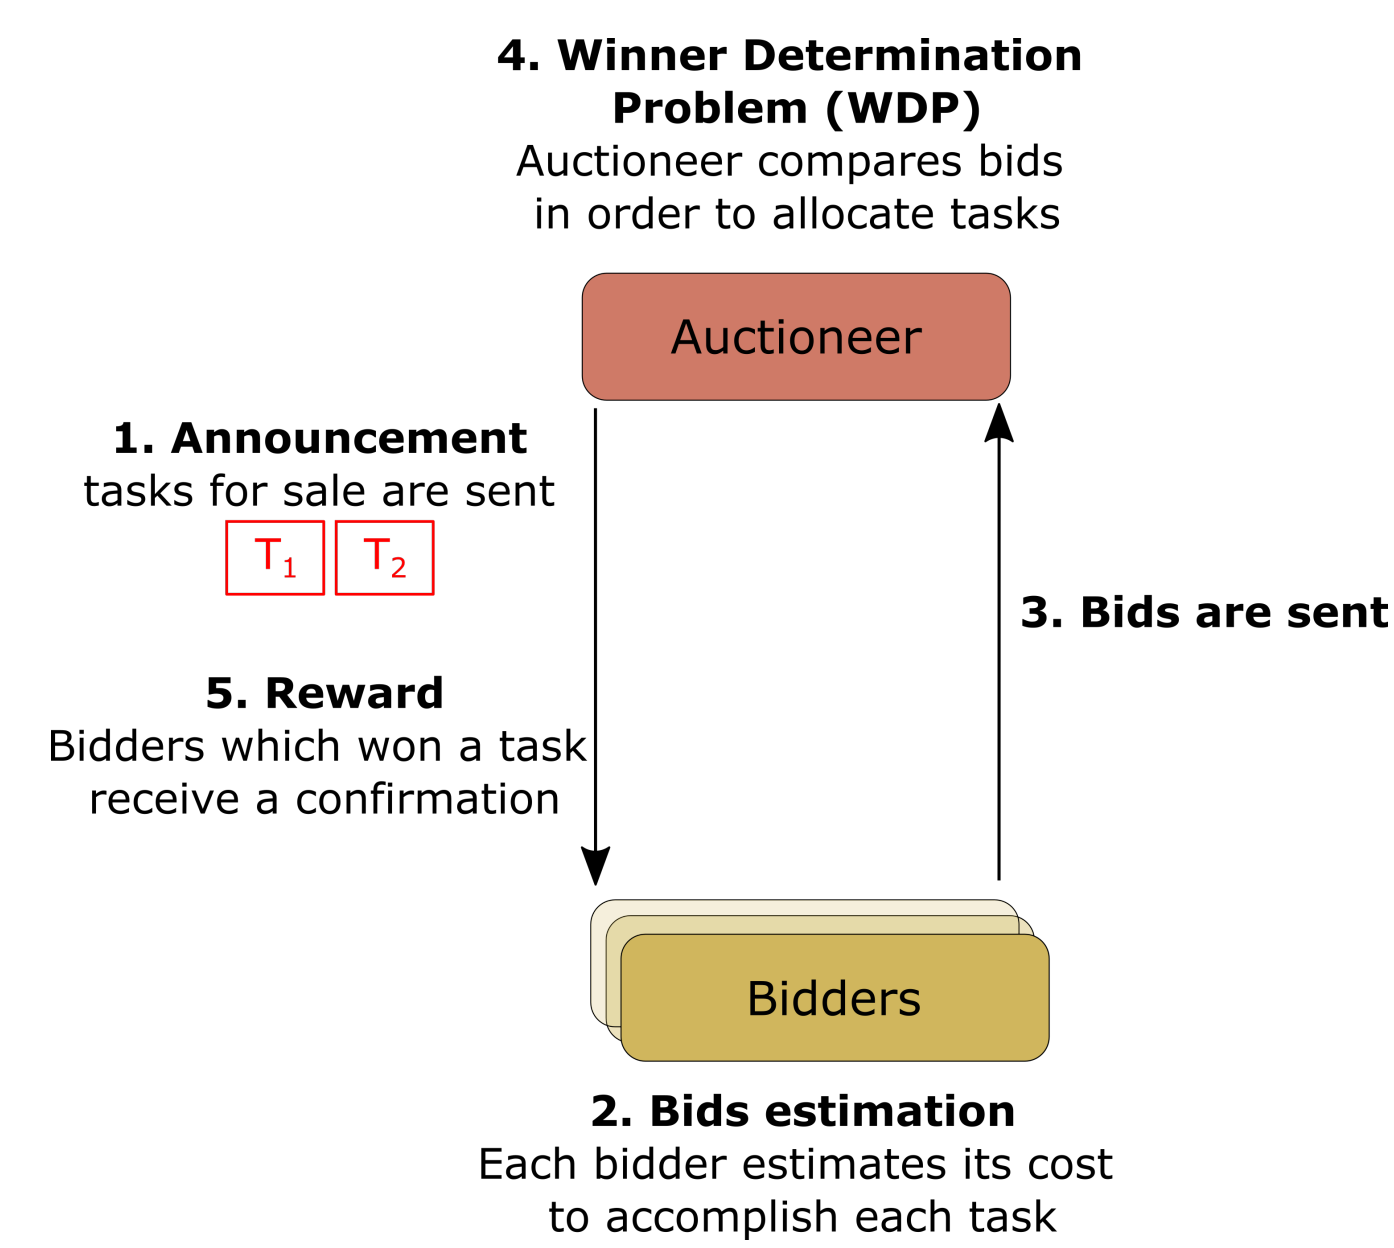 4. Winner Determination
Problem (WDP)
Auctioneer compares bids
in order to allocate tasks
Auctioneer
1. Announcement
tasks for sale are sent
T₁ T₂
3. Bids are sent
5. Reward
Bidders which won a task
receive a confirmation
Bidders
2. Bids estimation
Each bidder estimates its cost
to accomplish each task